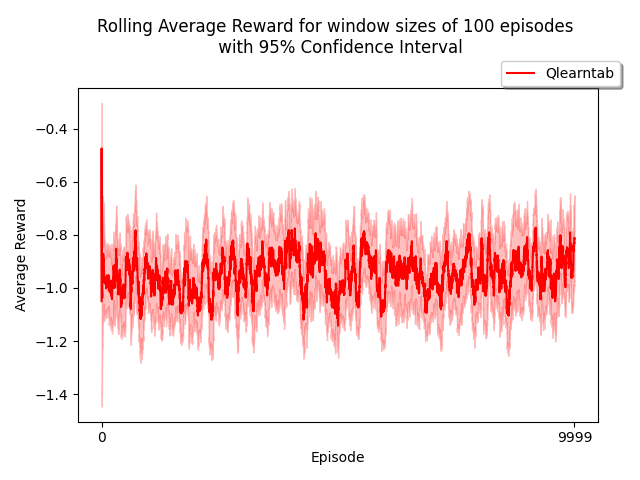 Rolling Average Reward for window sizes of 100 episodes
with 95% Confidence Interval
Qlearntab
Average Reward
−0.4
−0.6
−0.8
−1.0
−1.2
−1.4
0
9999
Episode